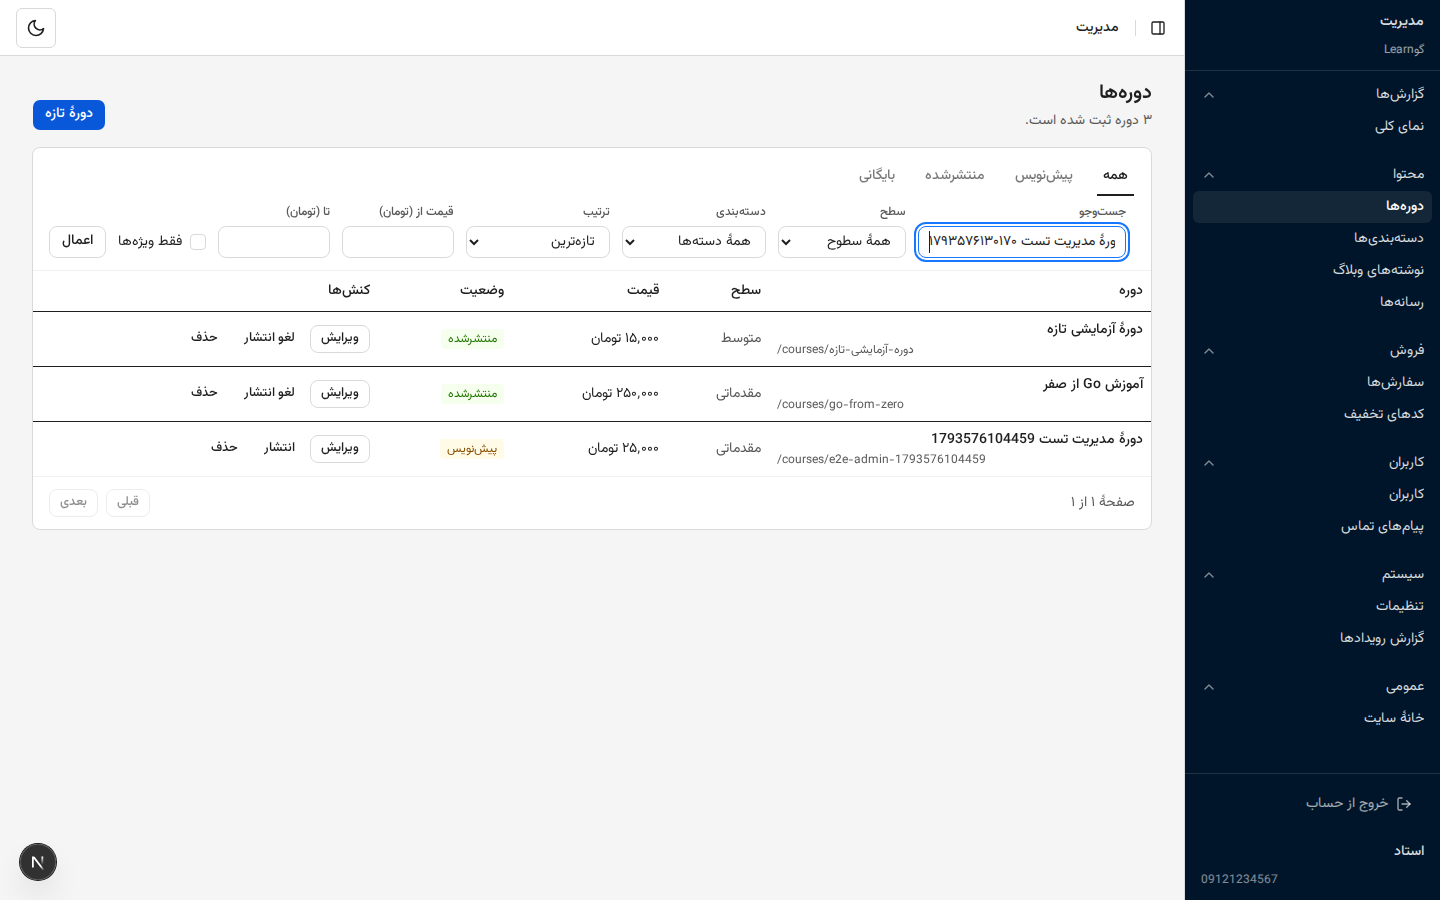 مدیریت
گوLearn
گزارش‌ها
نمای کلی
محتوا
دوره‌ها
دسته‌بندی‌ها
نوشته‌های وبلاگ
رسانه‌ها
فروش
سفارش‌ها
کدهای تخفیف
کاربران
کاربران
پیام‌های تماس
سیستم
تنظیمات
گزارش رویدادها
عمومی
خانهٔ سایت
خروج از حساب
استاد
09121234567
مدیریت
دوره‌ها
۳ دوره ثبت شده است.
دورهٔ تازه
همه پیش‌نویس منتشرشده بایگانی
جست‌وجو سطح دسته‌بندی ترتیب قیمت از (تومان) تا (تومان)
ورهٔ مدیریت تست ۱۷۹۳۵۷۶۱۳۰۱۷۰ همهٔ سطوح همهٔ دسته‌ها تازه‌ترین فقط ویژه‌ها اعمال
دوره سطح قیمت وضعیت کنش‌ها
دورهٔ آزمایشی تازه متوسط ۱۵,۰۰۰ تومان منتشرشده ویرایش لغو انتشار حذف
/courses/دوره-آزمایشی-تازه
آموزش Go از صفر مقدماتی ۲۵۰,۰۰۰ تومان منتشرشده ویرایش لغو انتشار حذف
/courses/go-from-zero
دورهٔ مدیریت تست 1793576104459 مقدماتی ۲۵,۰۰۰ تومان پیش‌نویس ویرایش انتشار حذف
/courses/e2e-admin-1793576104459
صفحهٔ ۱ از ۱ قبلی بعدی